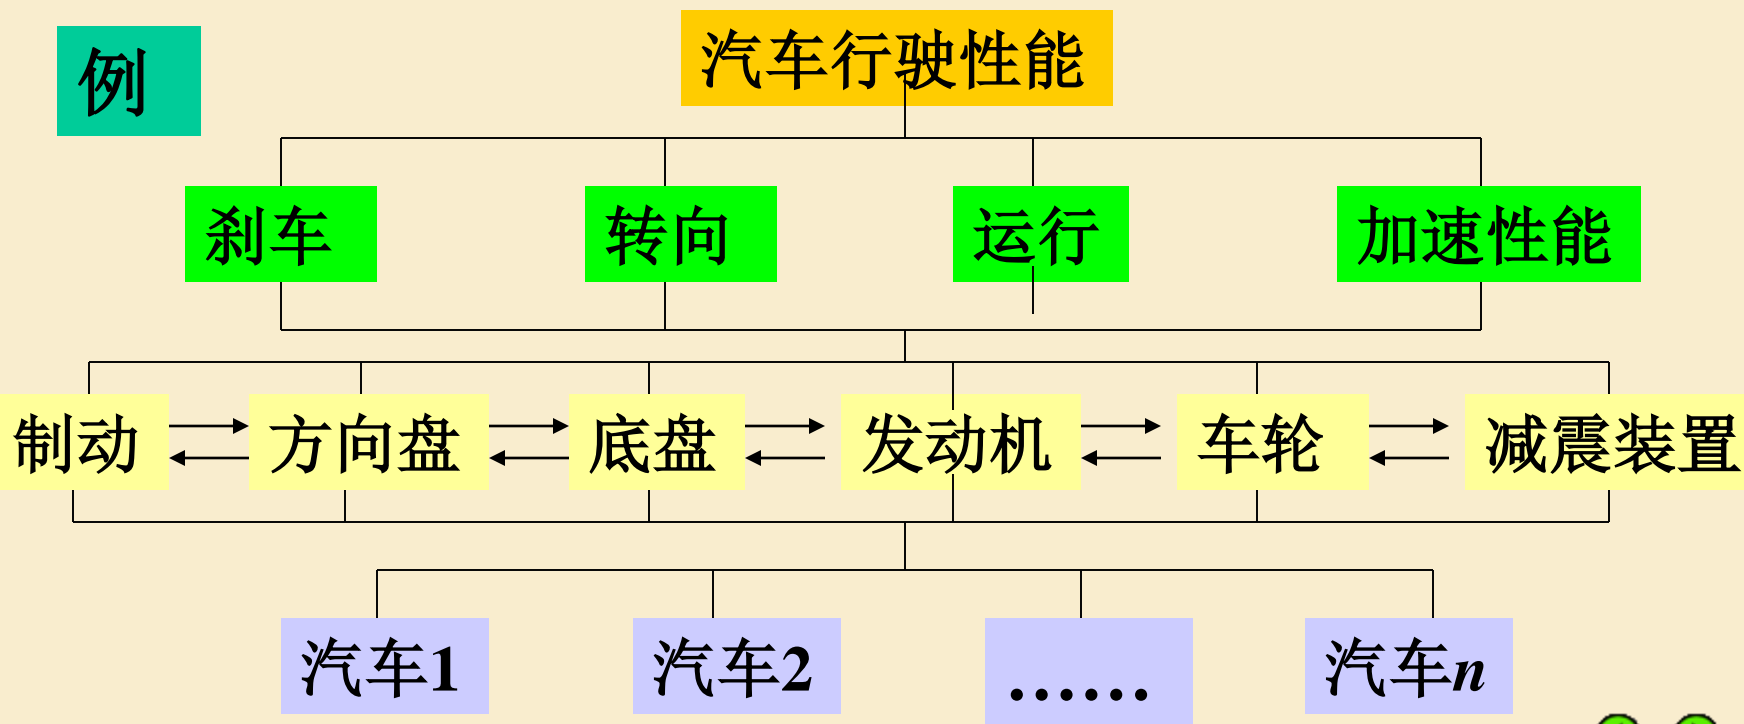 例
汽车行驶性能
刹车 转向 运行 加速性能
制动 方向盘 底盘 发动机 车轮 减震装置
汽车1 汽车2 …… 汽车n